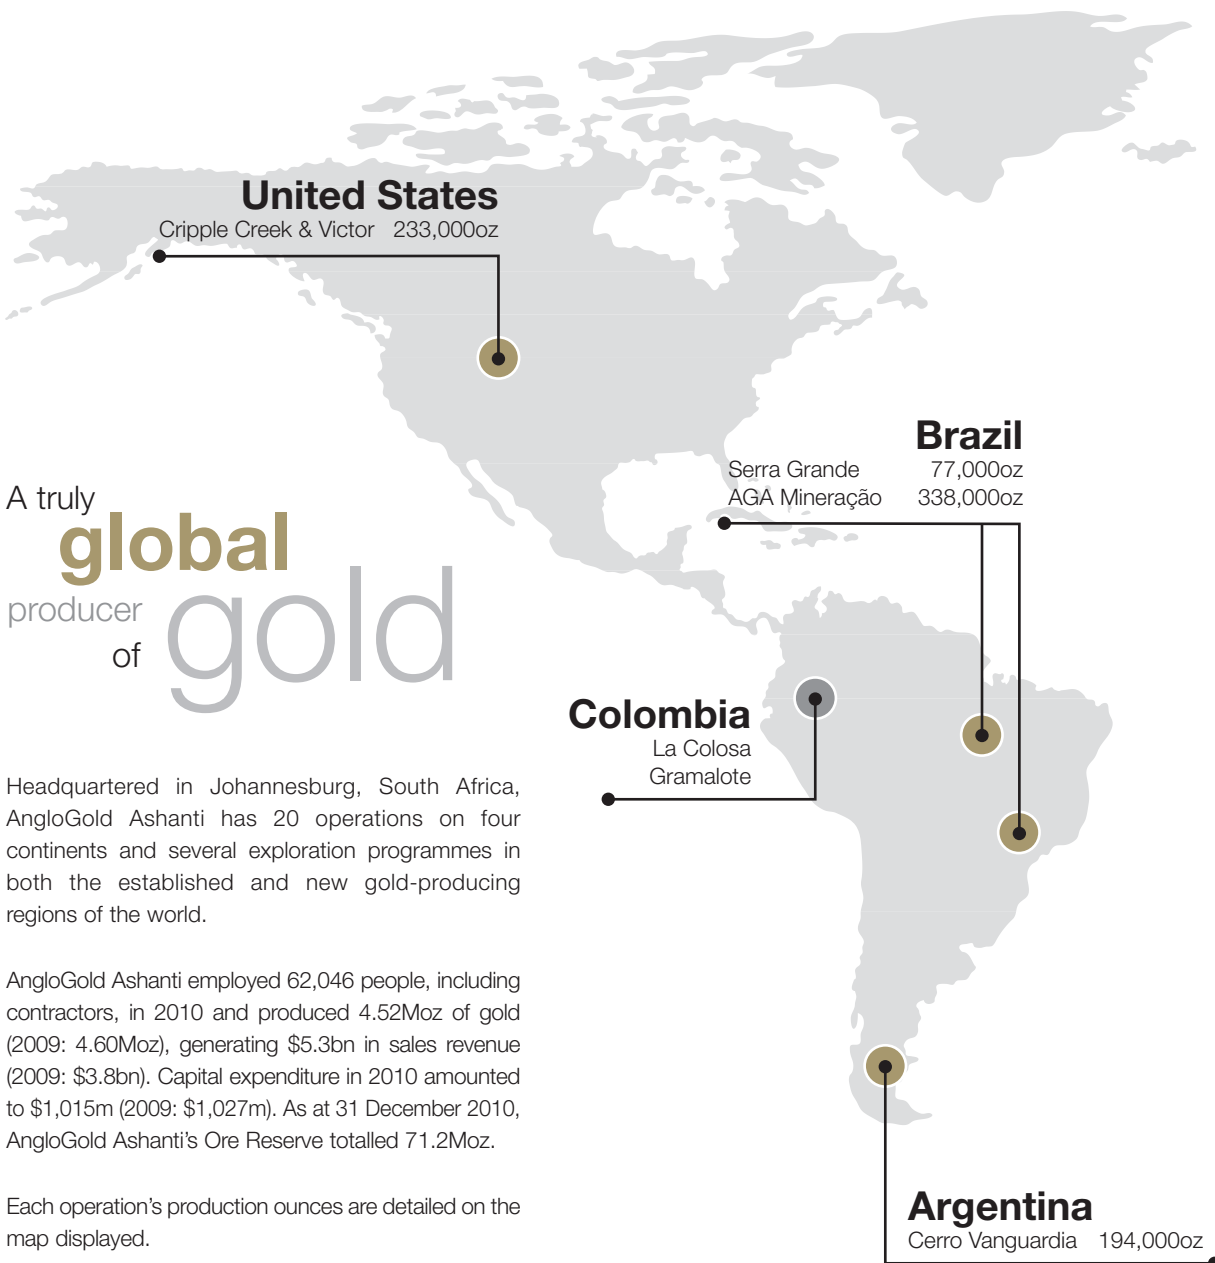 United States
Cripple Creek & Victor 233,000oz
Brazil
Serra Grande 77,000oz
AGA Mineração 338,000oz
A truly
global
producer
of gold
Colombia
La Colosa
Gramalote
Headquartered in Johannesburg, South Africa,
AngloGold Ashanti has 20 operations on four
continents and several exploration programmes in
both the established and new gold-producing
regions of the world.
AngloGold Ashanti employed 62,046 people, including
contractors, in 2010 and produced 4.52Moz of gold
(2009: 4.60Moz), generating $5.3bn in sales revenue
(2009: $3.8bn). Capital expenditure in 2010 amounted
to $1,015m (2009: $1,027m). As at 31 December 2010,
AngloGold Ashanti’s Ore Reserve totalled 71.2Moz.
Each operation’s production ounces are detailed on the
map displayed.
Argentina
Cerro Vanguardia 194,000oz